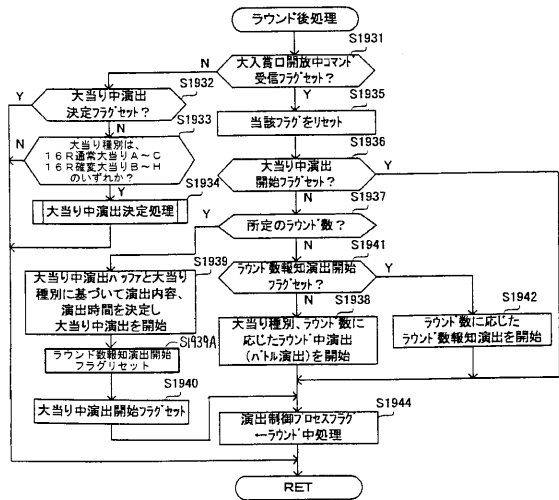 ラウンド後処理
S1931
大入賞口開放中コマンド
受信フラグセット?
N
Y
S1932
大当り中演出
決定フラグセット?
Y
N
S1935
当該フラグをリセット
S1933
大当り種別は、
16R通常大当りA~C
16R確変大当りB~H
のいずれか?
N
Y
S1936
大当り中演出
開始フラグセット?
Y
N
S1934
大当り中演出決定処理
S1937
所定のラウンド数?
Y
N
S1939
大当り中演出バッファと大当り
種別に基づいて演出内容、
演出時間を決定し
大当り中演出を開始
S1941
ラウンド数報知演出開始
フラグセット?
Y
N
S1938
大当り種別、ラウンド数に
応じたラウンド中演出
(バトル演出)を開始
S1942
ラウンド数に応じた
ラウンド数報知演出を開始
S1939A
ラウンド数報知演出開始
フラグリセット
S1940
大当り中演出開始フラグセット
S1944
演出制御プロセスフラグ
←ラウンド中処理
RET